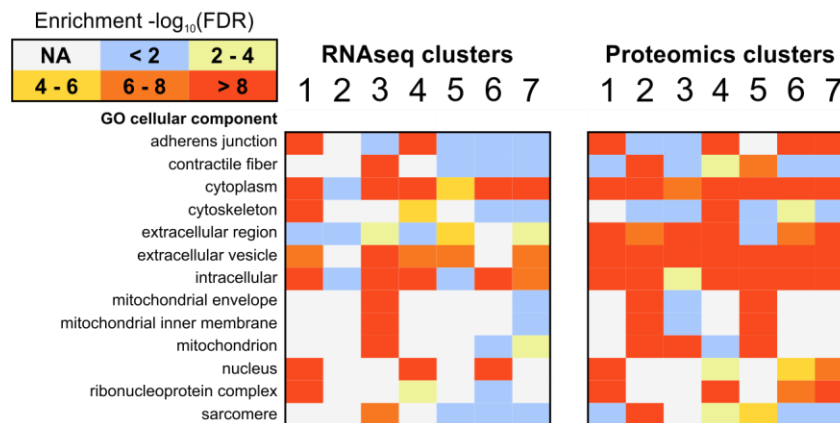 Enrichment -log₁₀(FDR)
NA < 2 2 - 4
4 - 6 6 - 8 > 8
RNAseq clusters Proteomics clusters
1 2 3 4 5 6 7 1 2 3 4 5 6 7
GO cellular component
adherens junction
contractile fiber
cytoplasm
cytoskeleton
extracellular region
extracellular vesicle
intracellular
mitochondrial envelope
mitochondrial inner membrane
mitochondrion
nucleus
ribonucleoprotein complex
sarcomere